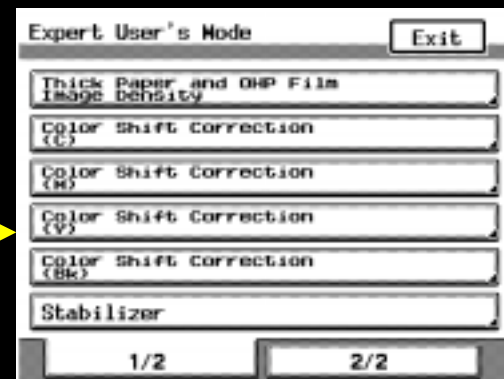 Expert User's Mode
Exit
Thick Paper and OHP Film
Image Density
Color Shift Correction
(C)
Color Shift Correction
(M)
Color Shift Correction
(Y)
Color Shift Correction
(Bk)
Stabilizer
1/2
2/2